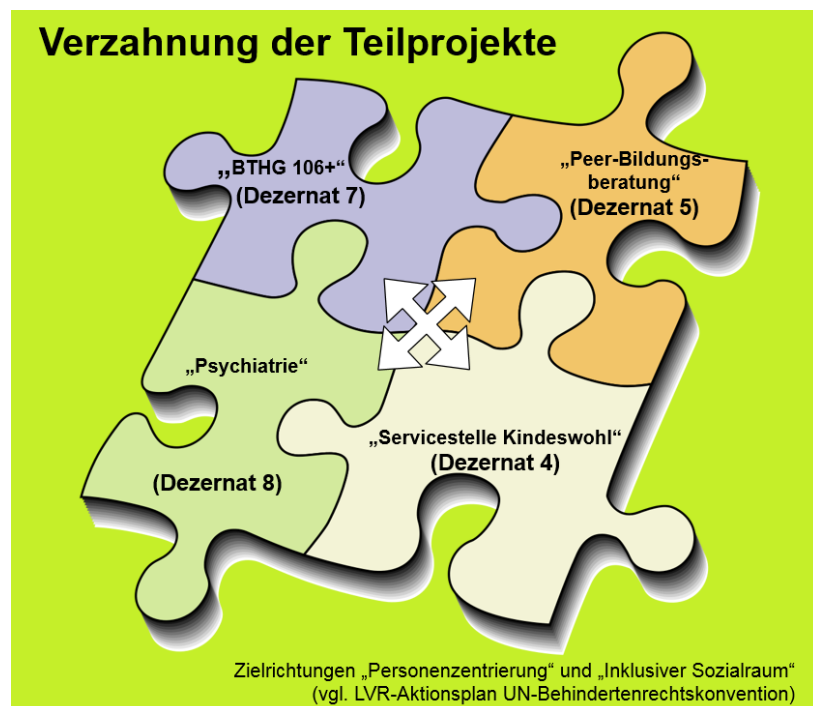 Verzahnung der Teilprojekte
„BTHG 106+“
(Dezernat 7)
„Peer-Bildungs-
beratung“
(Dezernat 5)
„Psychiatrie“
(Dezernat 8)
„Servicestelle Kindeswohl“
(Dezernat 4)
Zielrichtungen „Personenzentrierung“ und „Inklusiver Sozialraum“
(vgl. LVR-Aktionsplan UN-Behindertenrechtskonvention)